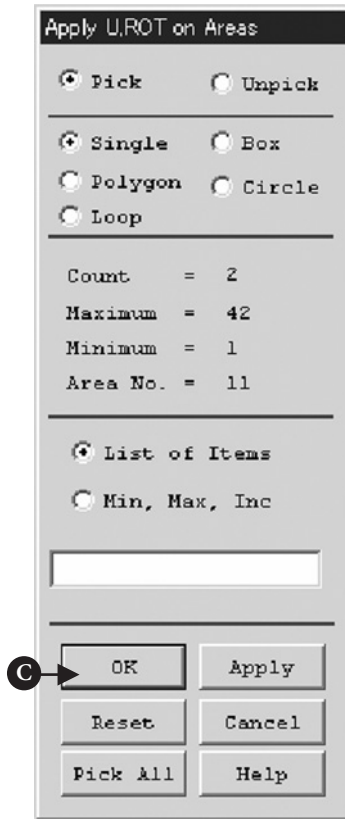 Apply U,ROT on Areas
Pick Unpick
Single Box
Polygon Circle
Loop
Count = 2
Maximum = 42
Minimum = 1
Area No. = 11
List of Items
Min, Max, Inc
C OK Apply
Reset Cancel
Pick All Help